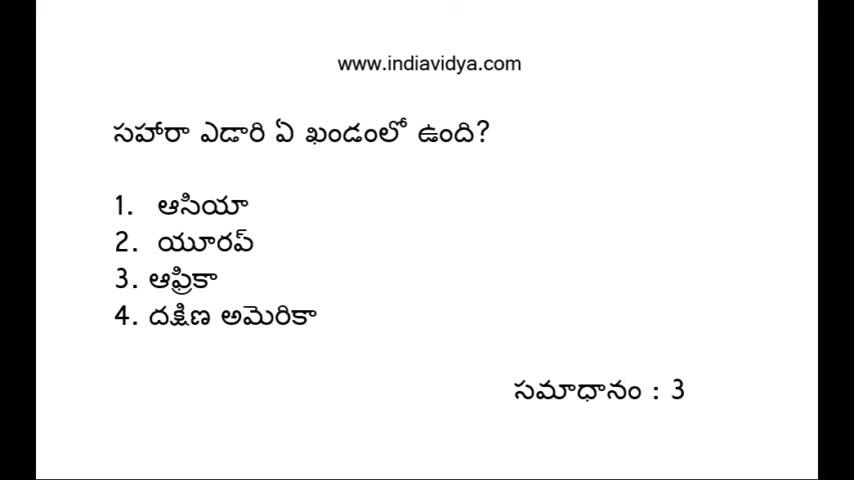 www.indiavidya.com
సహారా ఎడారి ఏ ఖండంలో ఉంది?
1. ఆసియా
2. యూరప్
3. ఆఫ్రికా
4. దక్షిణ అమెరికా
సమాధానం : 3